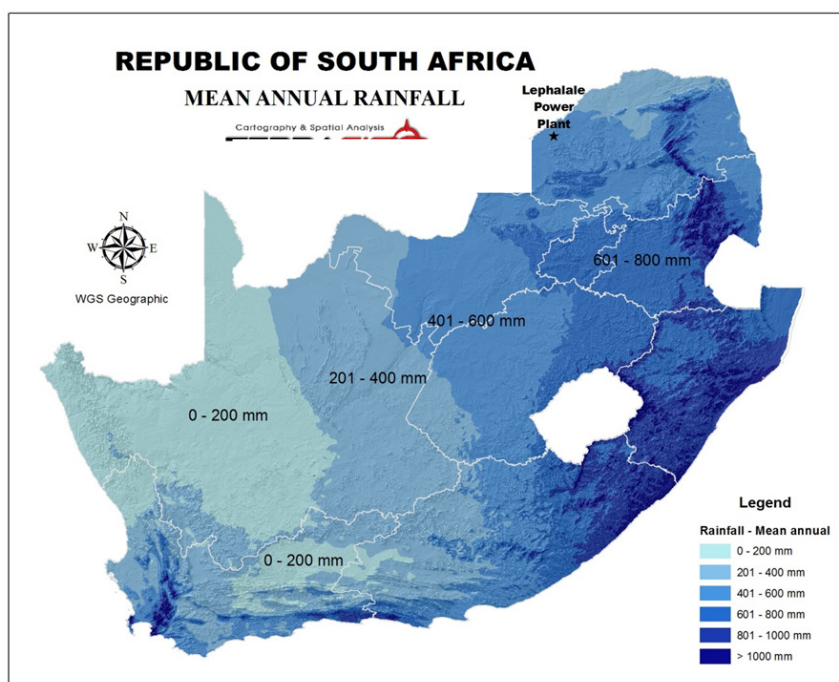 REPUBLIC OF SOUTH AFRICA
MEAN ANNUAL RAINFALL
Cartography & Spatial Analysis
Lephalale
Power
Plant
N
W E
S
WGS Geographic
601 - 800 mm
401 - 600 mm
201 - 400 mm
0 - 200 mm
0 - 200 mm
Legend
Rainfall - Mean annual
0 - 200 mm
201 - 400 mm
401 - 600 mm
601 - 800 mm
801 - 1000 mm
> 1000 mm